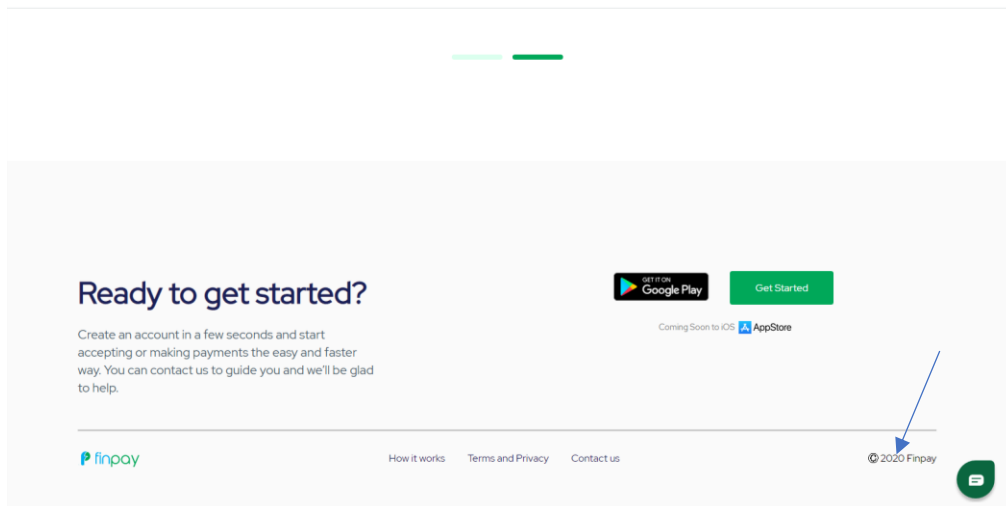 Ready to get started?
Create an account in a few seconds and start
accepting or making payments the easy and faster
way. You can contact us to guide you and we'll be glad
to help.
GET IT ON
Google Play
Get Started
Coming Soon to iOS AppStore
finpay
How it works Terms and Privacy Contact us
© 2020 Finpay